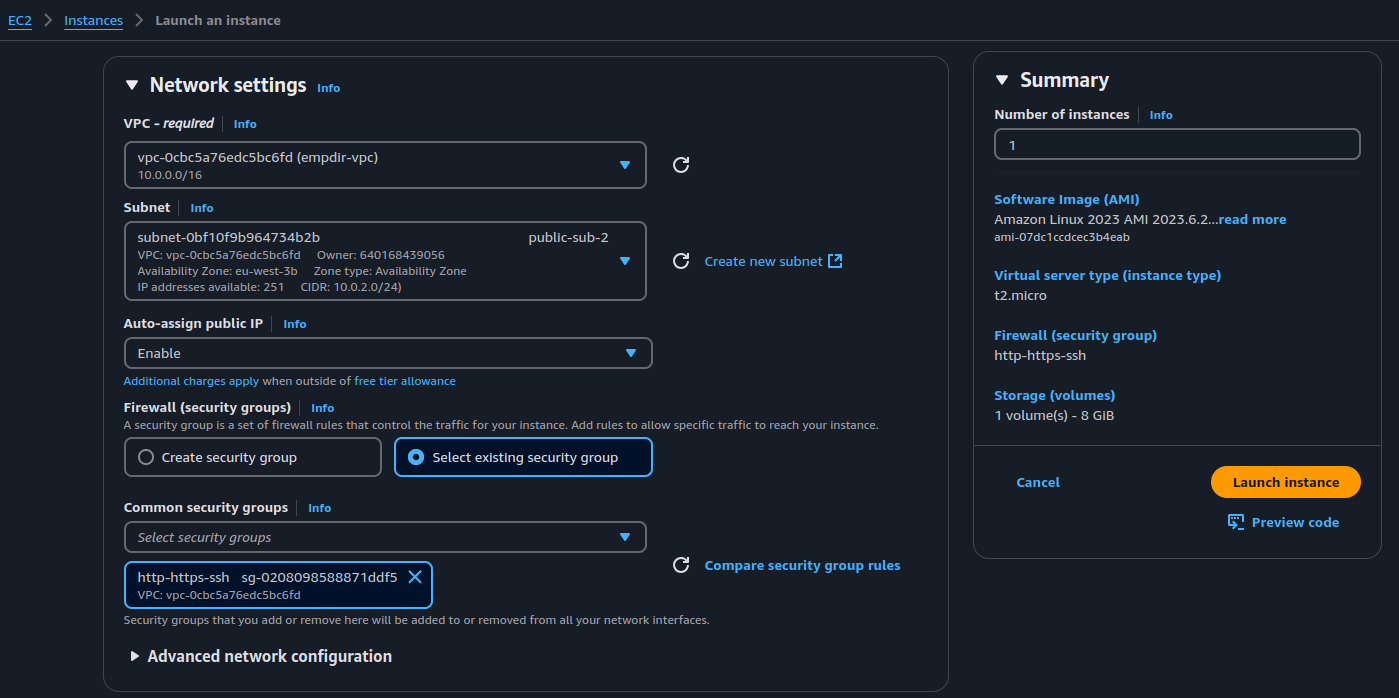 EC2 > Instances > Launch an instance
Network settings Info
VPC – required Info
vpc-0cbc5a76edc5bc6fd (empdir-vpc)
10.0.0.0/16
Subnet Info
subnet-0bf10f9b964734b2b public-sub-2
VPC: vpc-0cbc5a76edc5bc6fd Owner: 640168439056
Availability Zone: eu-west-3b Zone type: Availability Zone
IP addresses available: 251 CIDR: 10.0.2.0/24)
Create new subnet
Auto-assign public IP Info
Enable
Additional charges apply when outside of free tier allowance
Firewall (security groups) Info
A security group is a set of firewall rules that control the traffic for your instance. Add rules to allow specific traffic to reach your instance.
Create security group
Select existing security group
Common security groups Info
Select security groups
http-https-ssh sg-0208098588871ddf5
VPC: vpc-0cbc5a76edc5bc6fd
Compare security group rules
Security groups that you add or remove here will be added to or removed from all your network interfaces.
Advanced network configuration
Summary
Number of instances Info
1
Software Image (AMI)
Amazon Linux 2023 AMI 2023.6.2...read more
ami-07dc1ccdcec3b4eab
Virtual server type (instance type)
t2.micro
Firewall (security group)
http-https-ssh
Storage (volumes)
1 volume(s) - 8 GiB
Cancel
Launch instance
Preview code